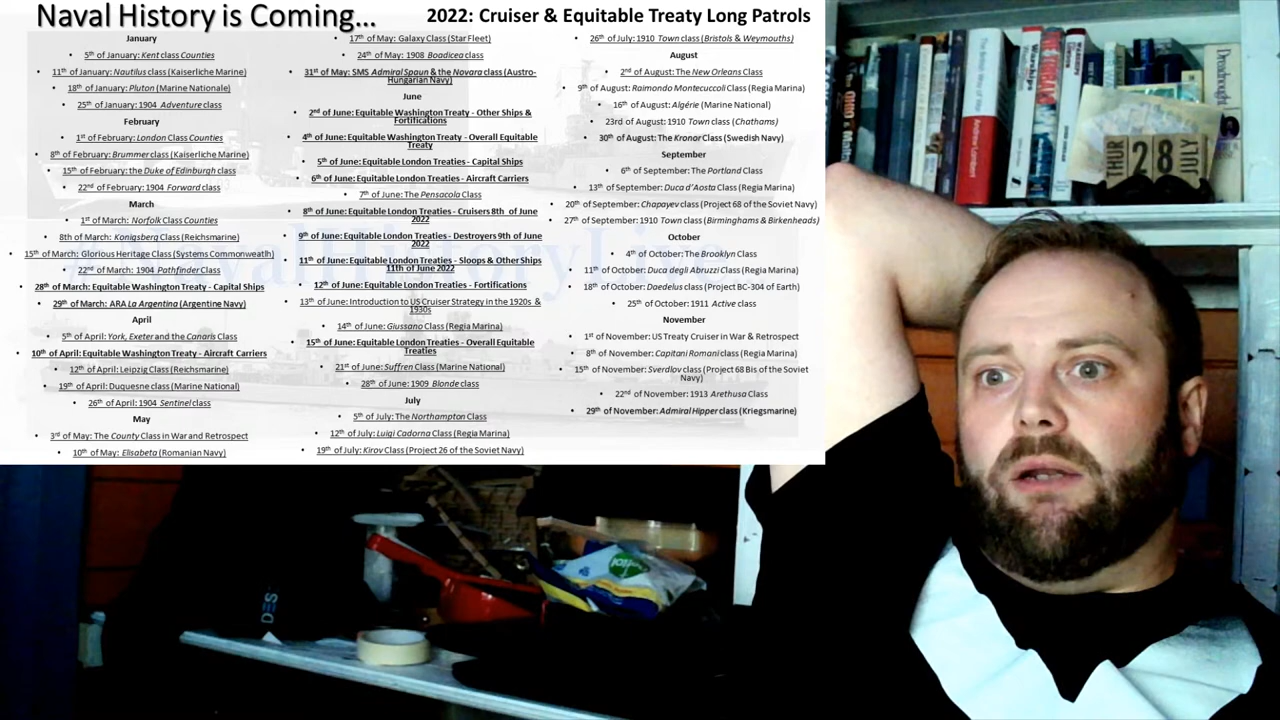 Naval History is Coming...
2022: Cruiser & Equitable Treaty Long Patrols
January
• 5th of January: Kent class Counties
• 11th of January: Nautilus class (Kaiserliche Marine)
• 18th of January: Pluton (Marine Nationale)
• 25th of January: 1904 Adventure class
February
• 1st of February: London Class Counties
• 8th of February: Brummer class (Kaiserliche Marine)
• 15th of February: the Duke of Edinburgh class
• 22nd of February: 1904 Forward class
March
• 1st of March: Norfolk Class Counties
• 8th of March: Konigsberg Class (Reichsmarine)
• 15th of March: Glorious Heritage Class (Systems Commonwealth)
• 22nd of March: 1904 Pathfinder Class
• 28th of March: Equitable Washington Treaty - Capital Ships
• 29th of March: ARA La Argentina (Argentine Navy)
April
• 5th of April: York, Exeter and the Canaris Class
• 10th of April: Equitable Washington Treaty - Aircraft Carriers
• 12th of April: Leipzig Class (Reichsmarine)
• 19th of April: Duquesne class (Marine National)
• 26th of April: 1904 Sentinel class
May
• 3rd of May: The County Class in War and Retrospect
• 10th of May: Elisabeta (Romanian Navy)
• 17th of May: Galaxy Class (Star Fleet)
• 24th of May: 1908 Boadicea class
• 31st of May: SMS Admiral Spaun & the Novara class (Austro-
Hungarian Navy)
June
• 2nd of June: Equitable Washington Treaty - Other Ships &
Fortifications
• 4th of June: Equitable Washington Treaty - Overall Equitable
Treaty
• 5th of June: Equitable London Treaties - Capital Ships
• 6th of June: Equitable London Treaties - Aircraft Carriers
• 7th of June: The Pensacola Class
• 8th of June: Equitable London Treaties - Cruisers 8th of June
2022
• 9th of June: Equitable London Treaties - Destroyers 9th of June
2022
• 11th of June: Equitable London Treaties - Sloops & Other Ships
11th of June 2022
• 12th of June: Equitable London Treaties - Fortifications
• 13th of June: Introduction to US Cruiser Strategy in the 1920s &
1930s
• 14th of June: Giussano Class (Regia Marina)
• 15th of June: Equitable London Treaties - Overall Equitable
Treaties
• 21st of June: Suffren Class (Marine National)
• 28th of June: 1909 Blonde class
July
• 5th of July: The Northampton Class
• 12th of July: Luigi Cadorna Class (Regia Marina)
• 19th of July: Kirov Class (Project 26 of the Soviet Navy)
• 26th of July: 1910 Town class (Bristols & Weymouths)
August
• 2nd of August: The New Orleans Class
• 9th of August: Raimondo Montecuccoli Class (Regia Marina)
• 16th of August: Algérie (Marine National)
• 23rd of August: 1910 Town class (Chathams)
• 30th of August: The Kronor Class (Swedish Navy)
September
• 6th of September: The Portland Class
• 13th of September: Duca d'Aosta Class (Regia Marina)
• 20th of September: Chapayev class (Project 68 of the Soviet Navy)
• 27th of September: 1910 Town class (Birminghams & Birkenheads)
October
• 4th of October: The Brooklyn Class
• 11th of October: Duca degli Abruzzi Class (Regia Marina)
• 18th of October: Daedelus class (Project BC-304 of Earth)
• 25th of October: 1911 Active class
November
• 1st of November: US Treaty Cruiser in War & Retrospect
• 8th of November: Capitani Romani class (Regia Marina)
• 15th of November: Sverdlov class (Project 68 Bis of the Soviet
Navy)
• 22nd of November: 1913 Arethusa Class
• 29th of November: Admiral Hipper class (Kriegsmarine)
Andrew Lambert
Dreadnought
THUR
28
JULY
DES